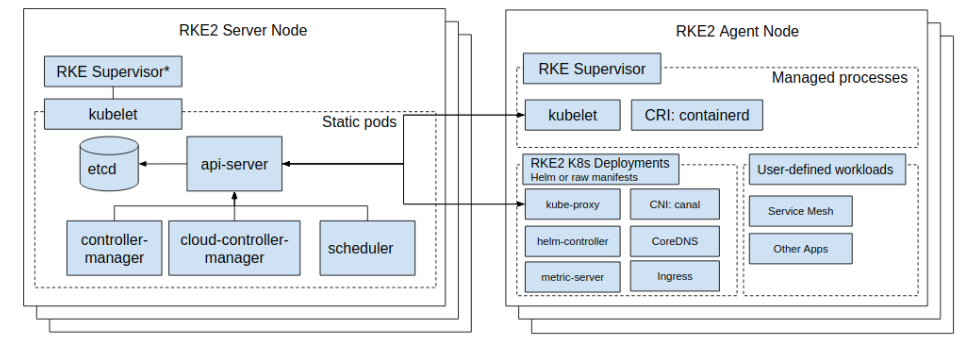 RKE2 Server Node
RKE Supervisor*
kubelet
Static pods
etcd
api-server
controller-
manager
cloud-controller-
manager
scheduler
RKE2 Agent Node
RKE Supervisor
Managed processes
kubelet
CRI: containerd
RKE2 K8s Deployments
Helm or raw manifests
kube-proxy
CNI: canal
helm-controller
CoreDNS
metric-server
Ingress
User-defined workloads
Service Mesh
Other Apps